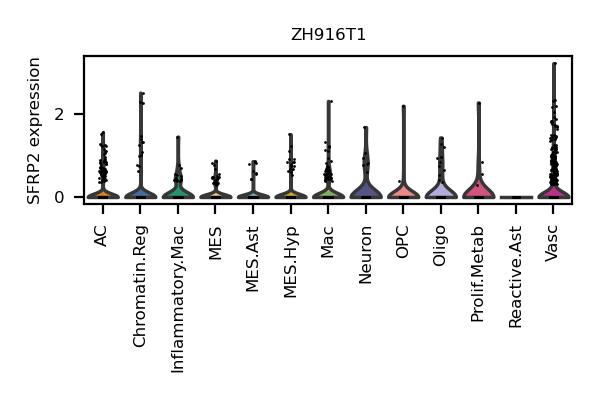 ZH916T1
SFRP2 expression
2
0
AC
Chromatin.Reg
Inflammatory.Mac
MES
MES.Ast
MES.Hyp
Mac
Neuron
OPC
Oligo
Prolif.Metab
Reactive.Ast
Vasc